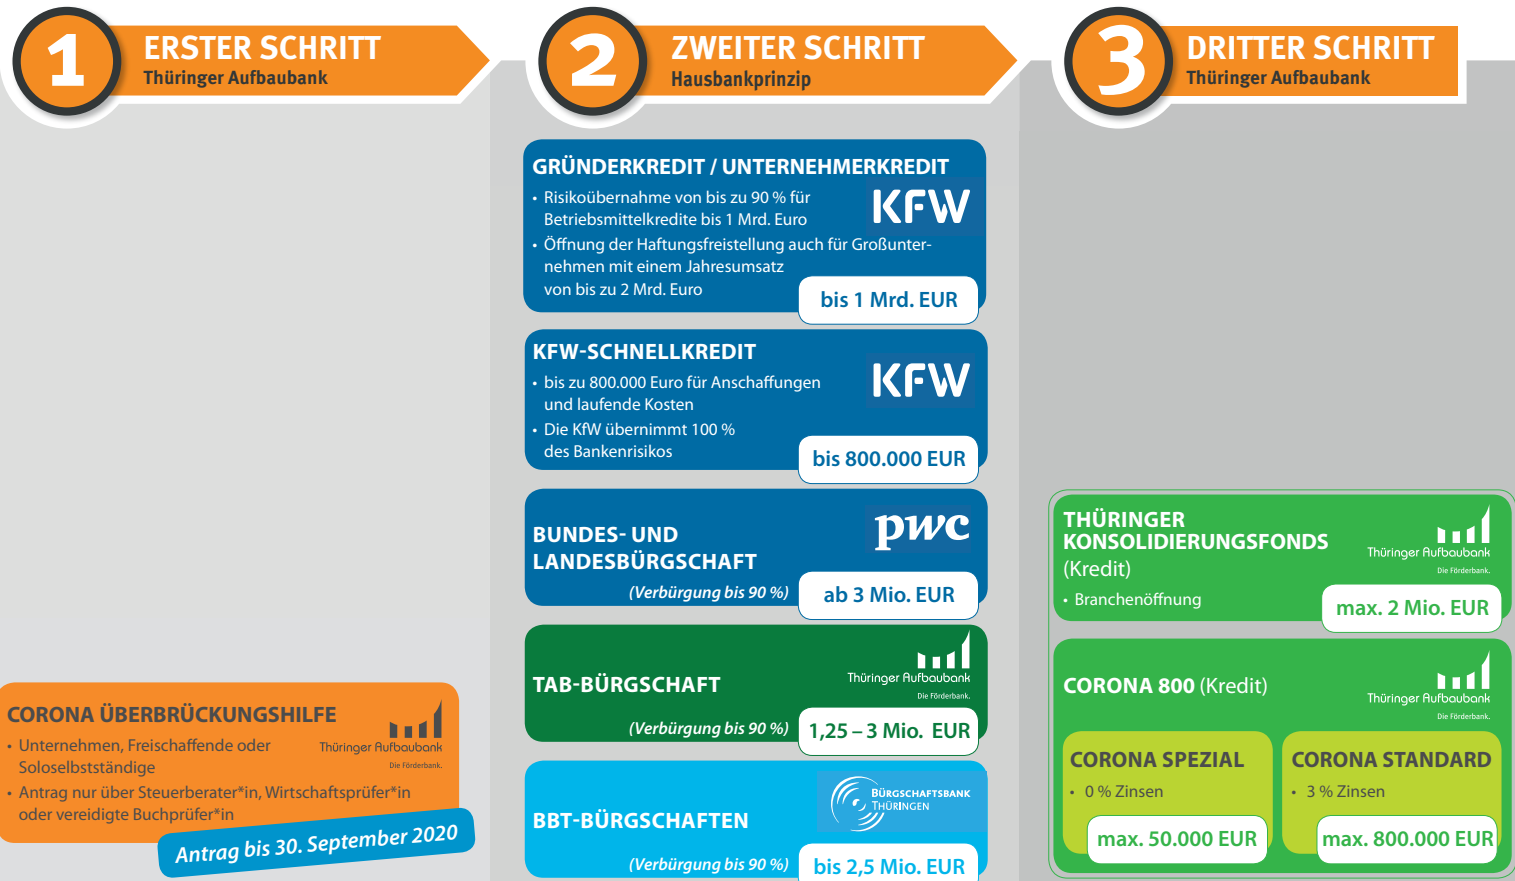 1
ERSTER SCHRITT
Thüringer Aufbaubank
CORONA ÜBERBRÜCKUNGSHILFE
• Unternehmen, Freischaffende oder
Soloselbstständige
• Antrag nur über Steuerberater*in, Wirtschaftsprüfer*in
oder vereidigte Buchprüfer*in
Thüringer Aufbaubank
Die Förderbank.
Antrag bis 30. September 2020
2
ZWEITER SCHRITT
Hausbankprinzip
GRÜNDERKREDIT / UNTERNEHMERKREDIT
• Risikoübernahme von bis zu 90 % für
Betriebsmittelkredite bis 1 Mrd. Euro
• Öffnung der Haftungsfreistellung auch für Großunter-
nehmen mit einem Jahresumsatz
von bis zu 2 Mrd. Euro
KFW
bis 1 Mrd. EUR
KFW-SCHNELLKREDIT
• bis zu 800.000 Euro für Anschaffungen
und laufende Kosten
• Die KfW übernimmt 100 %
des Bankenrisikos
KFW
bis 800.000 EUR
BUNDES- UND
LANDESBÜRGSCHAFT
(Verbürgung bis 90 %)
pwc
ab 3 Mio. EUR
TAB-BÜRGSCHAFT
(Verbürgung bis 90 %)
Thüringer Aufbaubank
Die Förderbank.
1,25 – 3 Mio. EUR
BBT-BÜRGSCHAFTEN
(Verbürgung bis 90 %)
BÜRGSCHAFTSBANK
THÜRINGEN
bis 2,5 Mio. EUR
3
DRITTER SCHRITT
Thüringer Aufbaubank
THÜRINGER
KONSOLIDIERUNGSFONDS
(Kredit)
• Branchenöffnung
Thüringer Aufbaubank
Die Förderbank.
max. 2 Mio. EUR
CORONA 800 (Kredit)
Thüringer Aufbaubank
Die Förderbank.
CORONA SPEZIAL
• 0 % Zinsen
max. 50.000 EUR
CORONA STANDARD
• 3 % Zinsen
max. 800.000 EUR